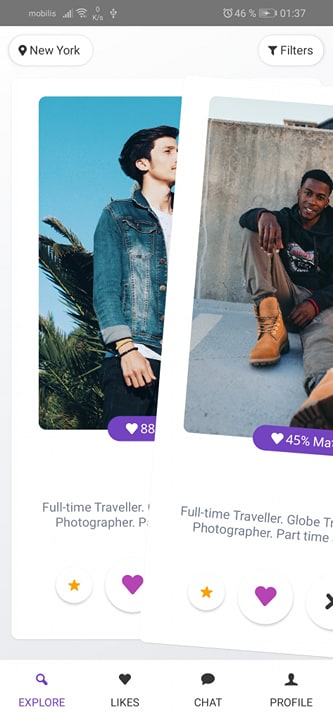 mobilis 0 K/s 46 % 01:37
New York
Filters
88
45% Ma
Full-time Traveller.
Photographer.
Full-time Traveller. Globe
Photographer. Part time
EXPLORE LIKES CHAT PROFILE